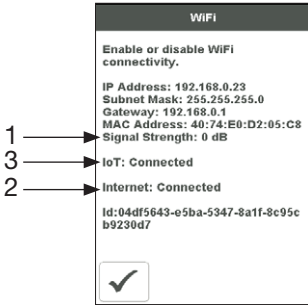 WiFi
Enable or disable WiFi
connectivity.
IP Address: 192.168.0.23
Subnet Mask: 255.255.255.0
Gateway: 192.168.0.1
MAC Address: 40:74:E0:D2:05:C8
1
Signal Strength: 0 dB
3
IoT: Connected
2
Internet: Connected
Id:04df5643-e5ba-5347-8a1f-8c95c
b9230d7